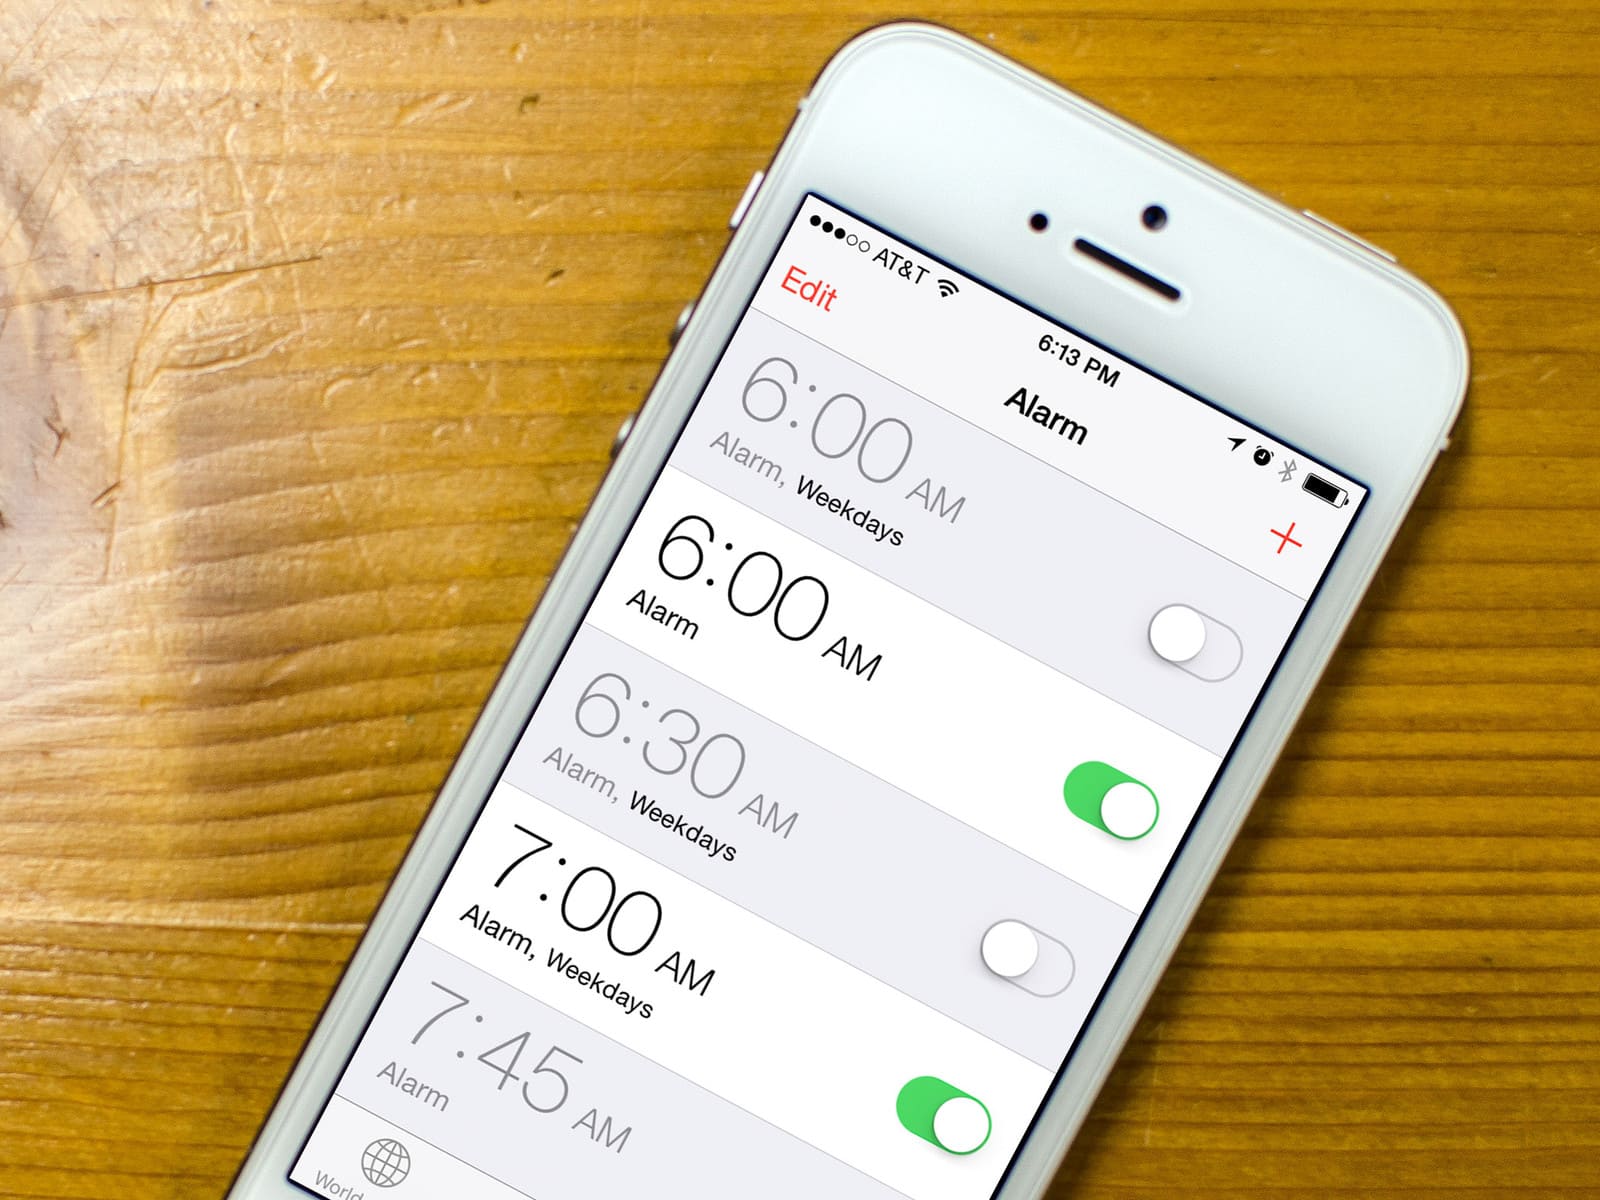 AT&T
6:13 PM
Edit
Alarm
6:00 AM
Alarm, Weekdays
6:00 AM
Alarm
6:30 AM
Alarm, Weekdays
7:00 AM
Alarm, Weekdays
7:45 AM
Alarm
World